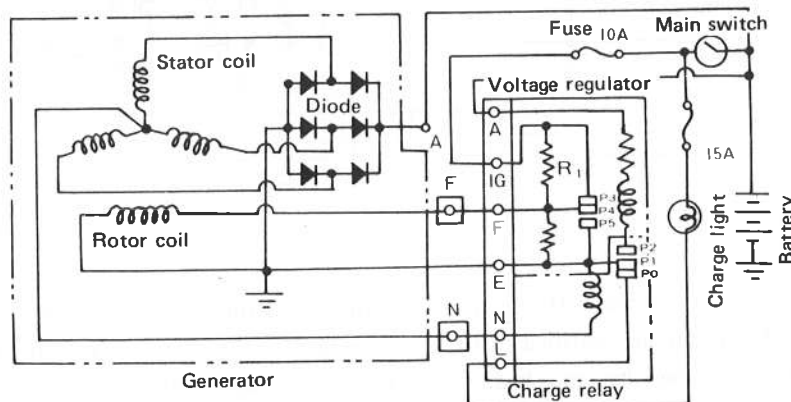 Fuse 10A
Main switch
Stator coil
Diode
Voltage regulator
A
A
R1
15A
IG
F
F
P3
P4
P5
Rotor coil
P2
P1
P0
E
N
N
L
Charge light
Battery
Generator
Charge relay